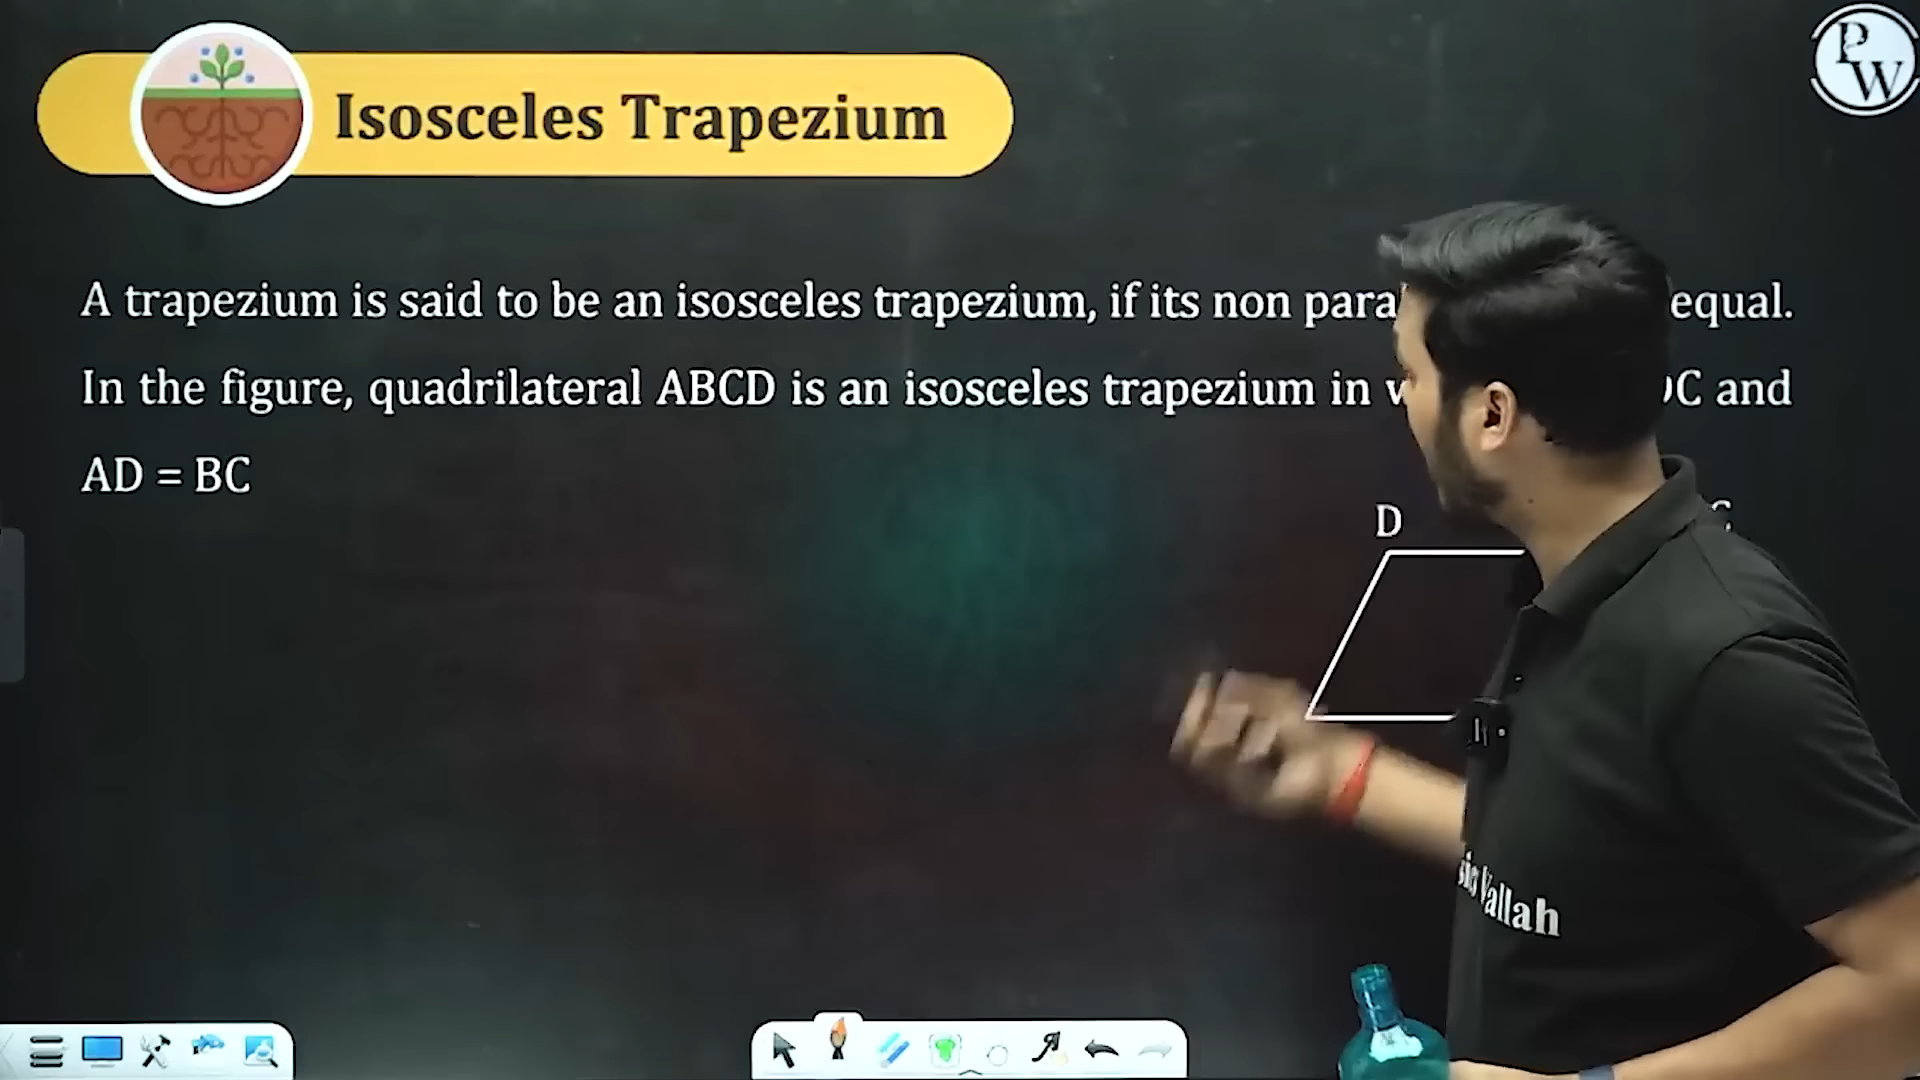 Isosceles Trapezium
PW
A trapezium is said to be an isosceles trapezium, if its non equal.
In the figure, quadrilateral ABCD is an isosceles trapezium in and
AD = BC
D
Vallah